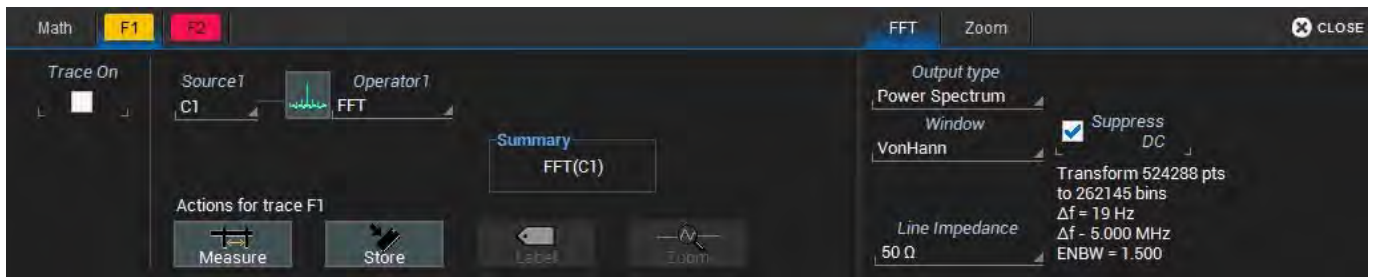 Math F1 F2 FFT Zoom CLOSE
Trace On
Source1 Operator1
C1 FFT
Summary
FFT(C1)
Actions for trace F1
Measure Store Label Zoom
Output type
Power Spectrum
Window
VonHann
Suppress
DC
Transform 524288 pts
to 262145 bins
Δf = 19 Hz
Δf - 5.000 MHz
ENBW = 1.500
Line Impedance
50 Ω